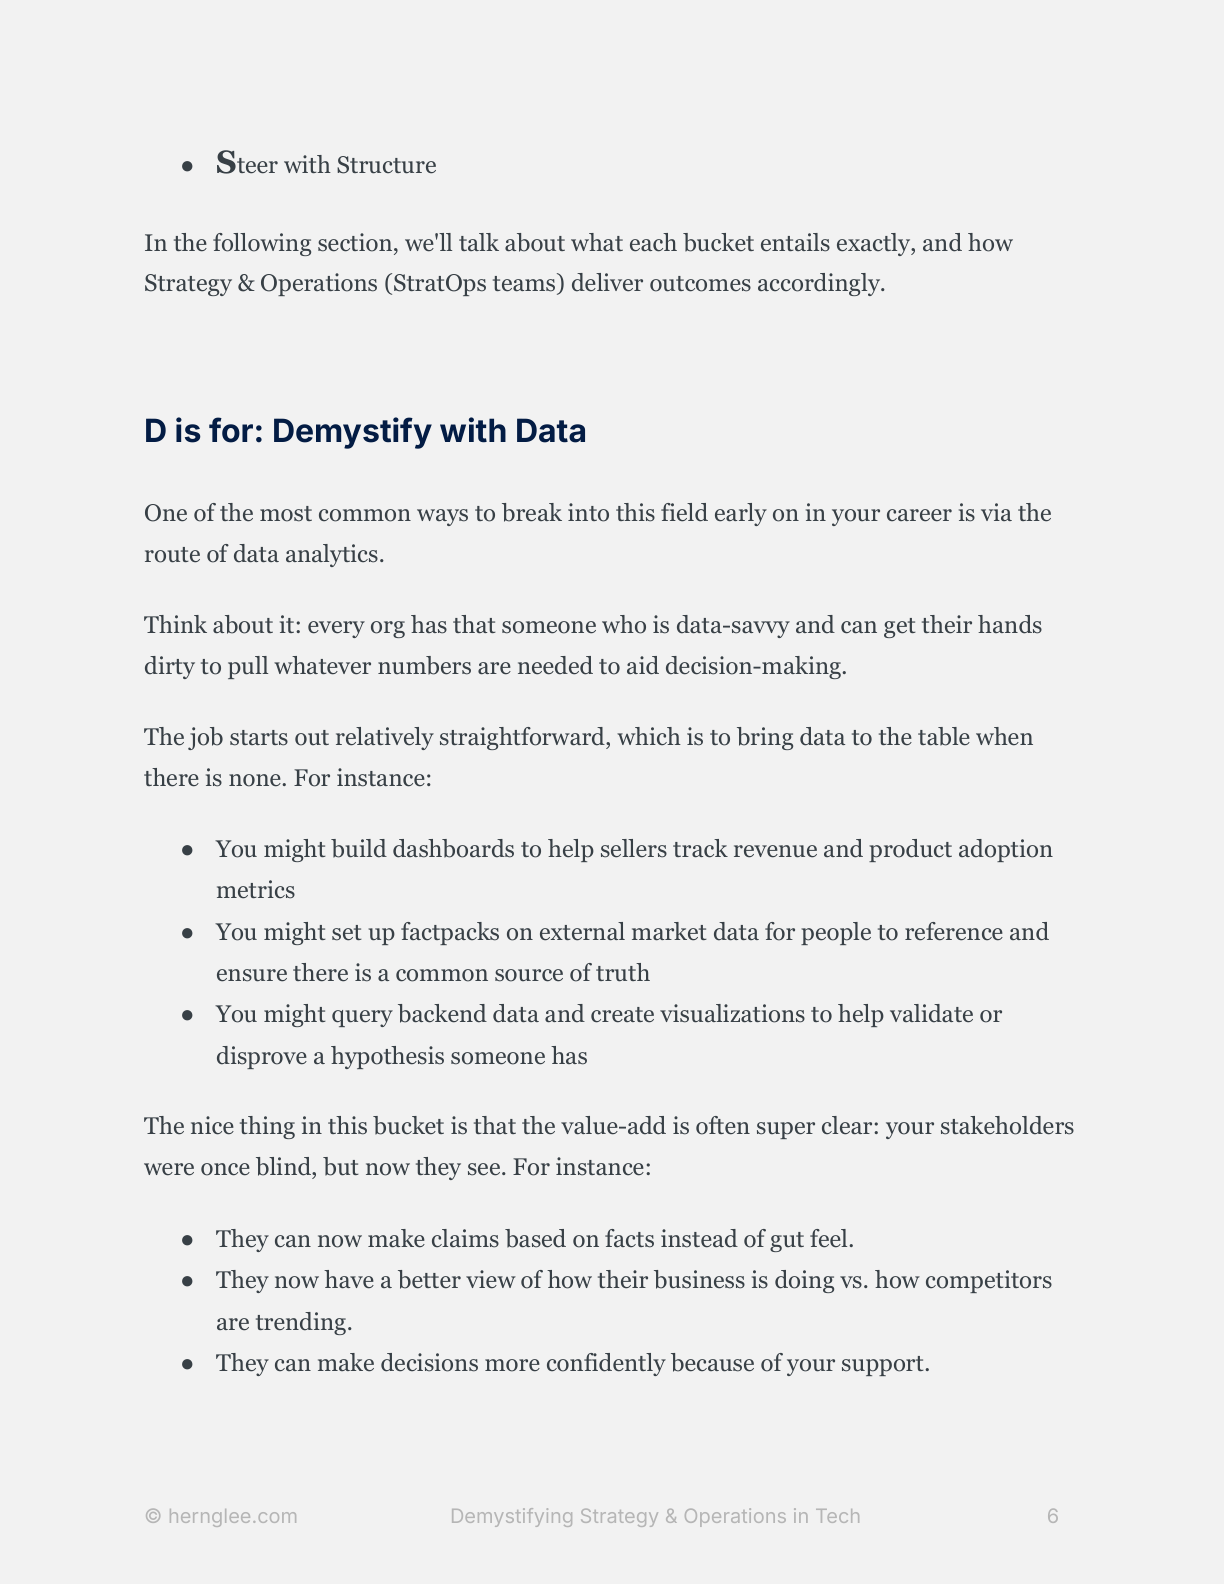 ● Steer with Structure
In the following section, we'll talk about what each bucket entails exactly, and how
Strategy & Operations (StratOps teams) deliver outcomes accordingly.
D is for: Demystify with Data
One of the most common ways to break into this field early on in your career is via the
route of data analytics.
Think about it: every org has that someone who is data-savvy and can get their hands
dirty to pull whatever numbers are needed to aid decision-making.
The job starts out relatively straightforward, which is to bring data to the table when
there is none. For instance:
● You might build dashboards to help sellers track revenue and product adoption
metrics
● You might set up factpacks on external market data for people to reference and
ensure there is a common source of truth
● You might query backend data and create visualizations to help validate or
disprove a hypothesis someone has
The nice thing in this bucket is that the value-add is often super clear: your stakeholders
were once blind, but now they see. For instance:
● They can now make claims based on facts instead of gut feel.
● They now have a better view of how their business is doing vs. how competitors
are trending.
● They can make decisions more confidently because of your support.
© hernglee.com Demystifying Strategy & Operations in Tech 6